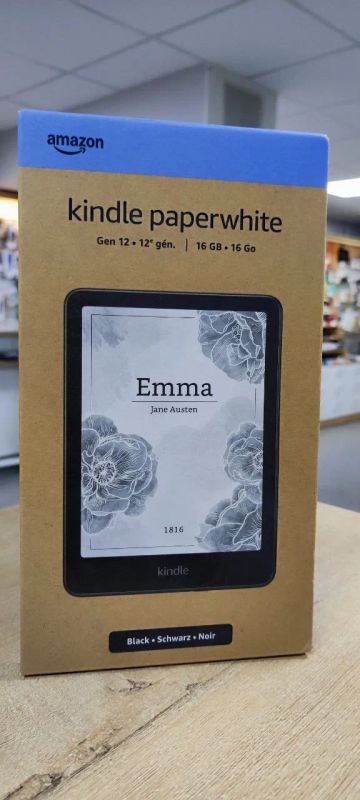 amazon
kindle paperwhite
Gen 12 • 12ᵉ gén. | 16 GB • 16 Go
Emma
Jane Austen
1816
kindle
Black • Schwarz • Noir